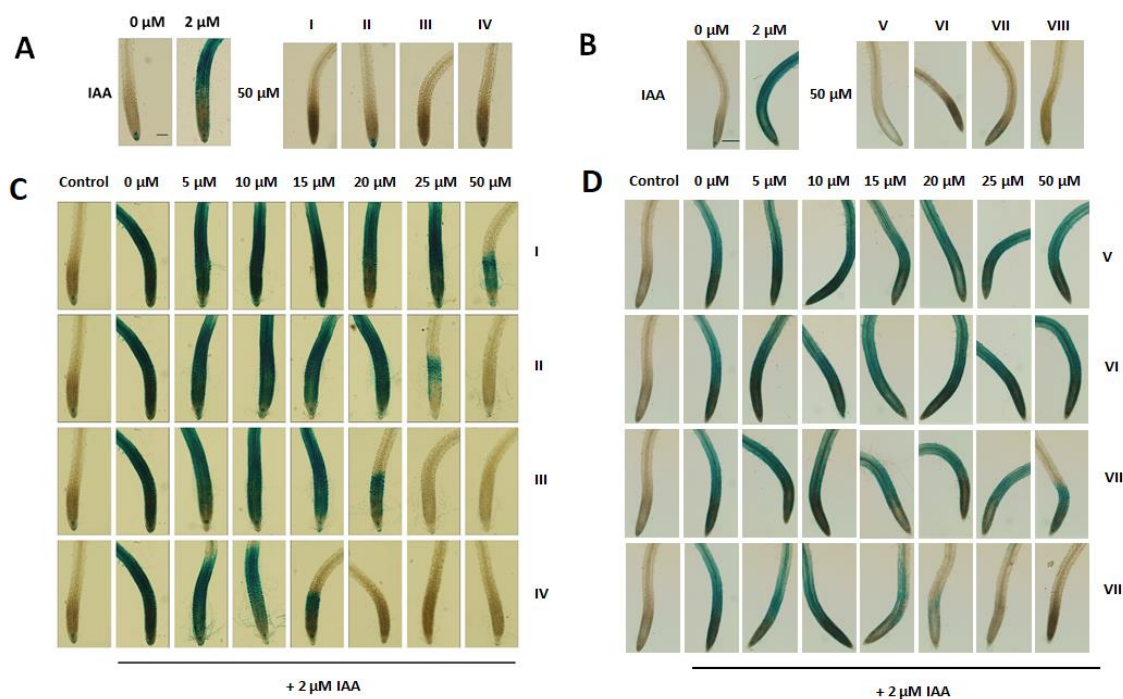 A
0 µM 2 µM I II III IV
IAA 50 µM
B
0 µM 2 µM V VI VII VIII
IAA 50 µM
C
Control 0 µM 5 µM 10 µM 15 µM 20 µM 25 µM 50 µM
I
II
III
IV
+ 2 µM IAA
D
Control 0 µM 5 µM 10 µM 15 µM 20 µM 25 µM 50 µM
V
VI
VII
VII
+ 2 µM IAA